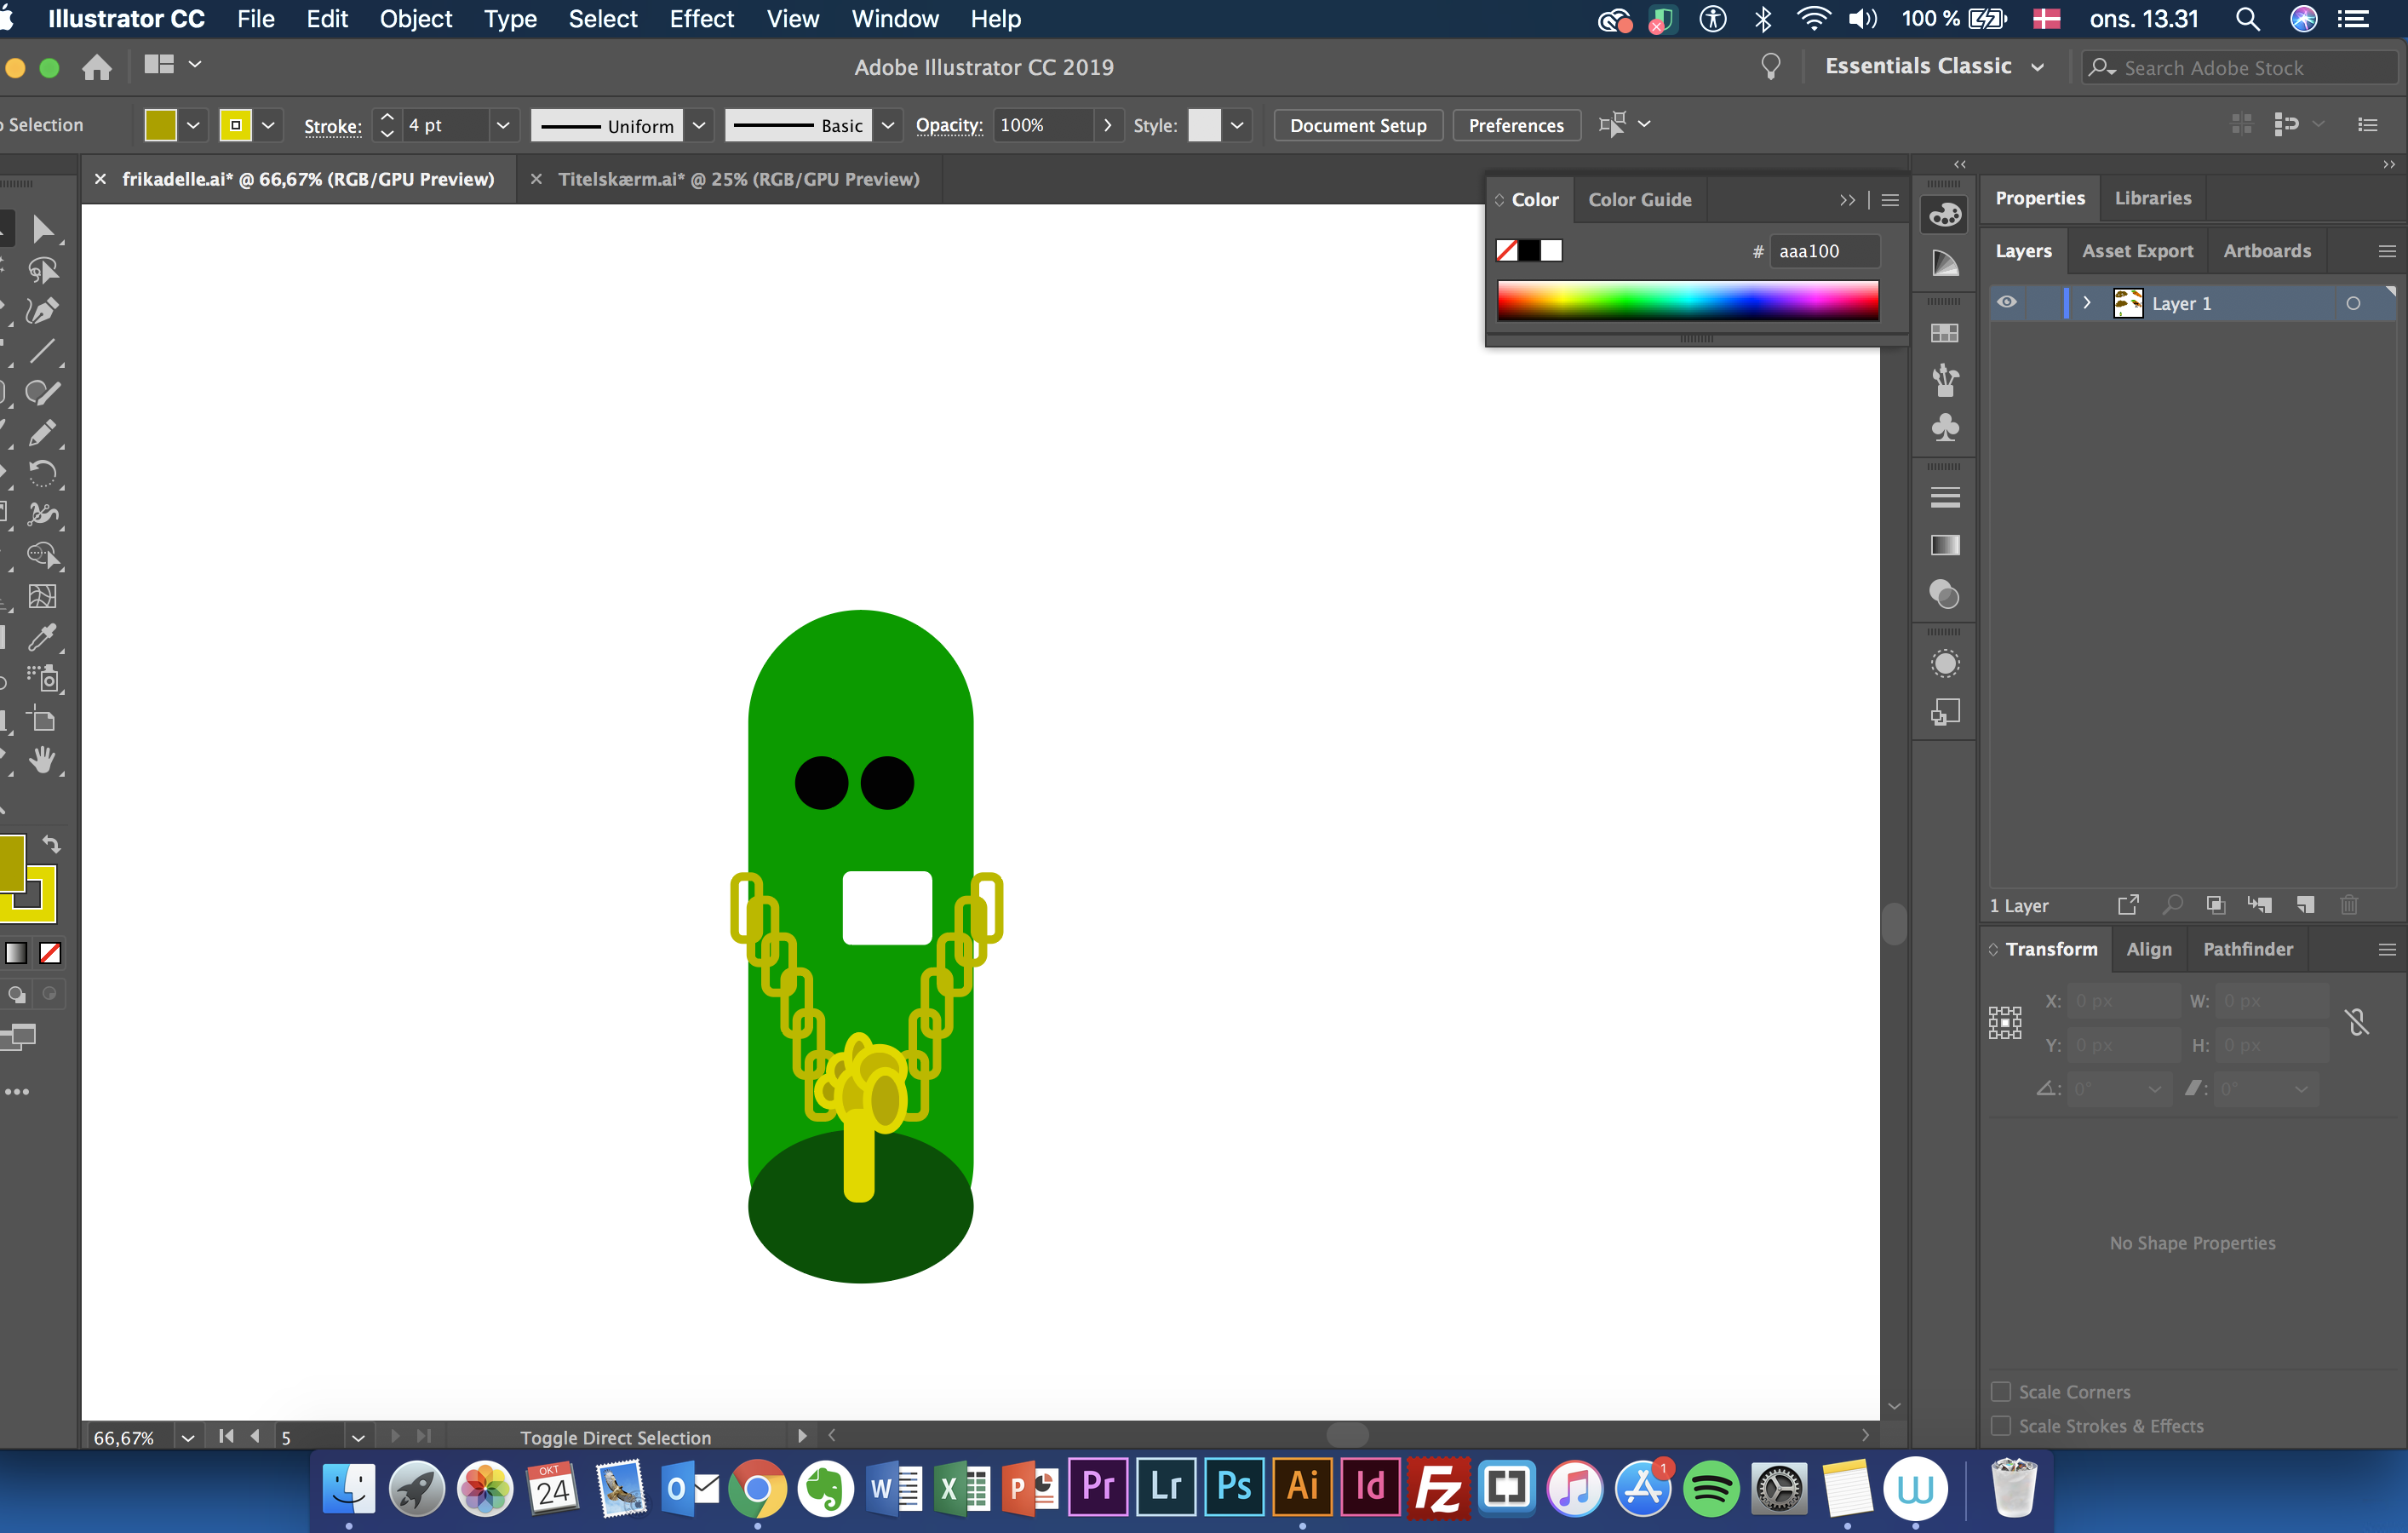 Illustrator CC File Edit Object Type Select Effect View Window Help 100 % ons. 13.31
Adobe Illustrator CC 2019 Essentials Classic Search Adobe Stock
Selection Stroke: 4 pt Uniform Basic Opacity: 100% Style: Document Setup Preferences
frikadelle.ai* @ 66,67% (RGB/GPU Preview) Titelskærm.ai* @ 25% (RGB/GPU Preview)
Color Color Guide
# aaa100
Properties Libraries
Layers Asset Export Artboards
Layer 1
1 Layer
Transform Align Pathfinder
X: 0 px W: 0 px
Y: 0 px H: 0 px
0° 0°
No Shape Properties
Scale Corners
Scale Strokes & Effects
66,67% 5 Toggle Direct Selection
OKT
24
O W X P Pr Lr Ps Ai Id Fz 1 W